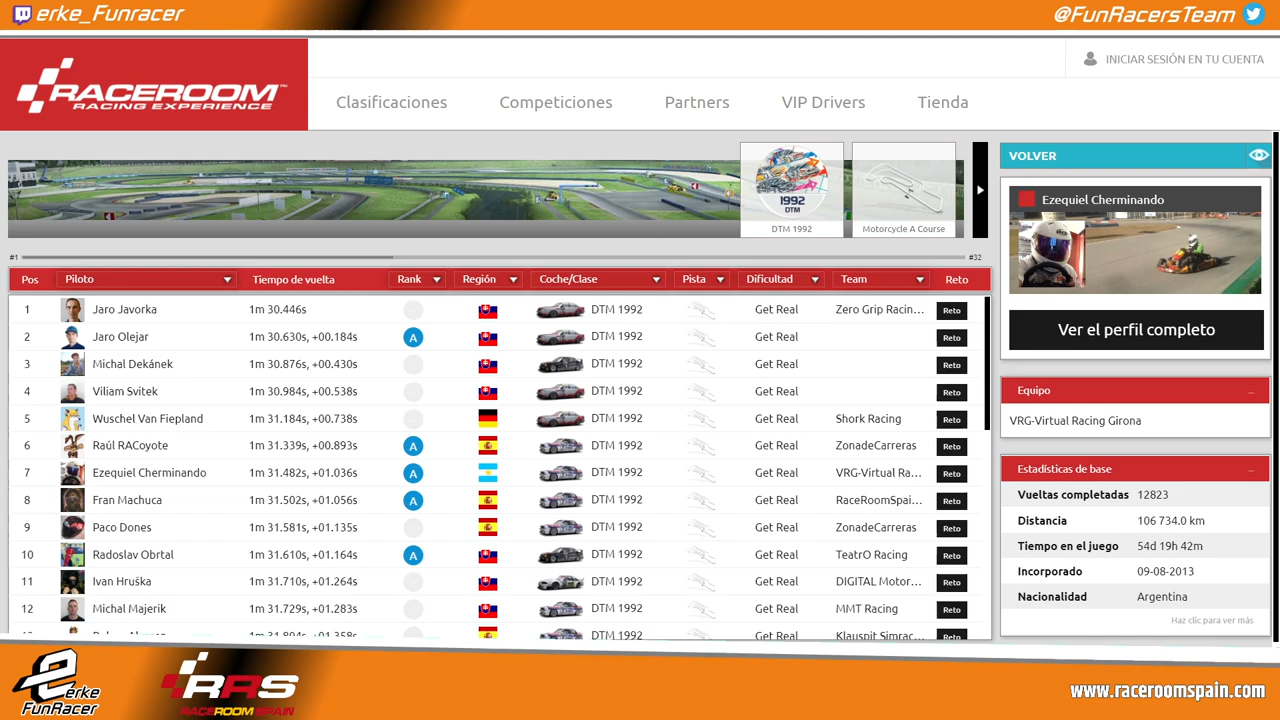 erke_Funracer
@FunRacersTeam
RACEROOM™
RACING EXPERIENCE
INICIAR SESIÓN EN TU CUENTA
Clasificaciones Competiciones Partners VIP Drivers Tienda
1992
DTM
DTM 1992 Motorcycle A Course
#1 #32
Pos Piloto Tiempo de vuelta Rank Región Coche/Clase Pista Dificultad Team Reto
1 Jaro Javorka 1m 30.446s DTM 1992 Get Real Zero Grip Racin... Reto
2 Jaro Olejar 1m 30.630s, +00.184s A DTM 1992 Get Real Reto
3 Michal Dekánek 1m 30.876s, +00.430s DTM 1992 Get Real Reto
4 Viliam Svitek 1m 30.984s, +00.538s DTM 1992 Get Real Reto
5 Wuschel Van Fiepland 1m 31.184s, +00.738s DTM 1992 Get Real Shork Racing Reto
6 Raúl RACoyote 1m 31.339s, +00.893s A DTM 1992 Get Real ZonadeCarreras Reto
7 Ezequiel Cherminando 1m 31.482s, +01.036s A DTM 1992 Get Real VRG-Virtual Ra... Reto
8 Fran Machuca 1m 31.502s, +01.056s A DTM 1992 Get Real RaceRoomSpai... Reto
9 Paco Dones 1m 31.581s, +01.135s DTM 1992 Get Real ZonadeCarreras Reto
10 Radoslav Obrtal 1m 31.610s, +01.164s A DTM 1992 Get Real TeatrO Racing Reto
11 Ivan Hruška 1m 31.710s, +01.264s DTM 1992 Get Real DIGITAL Motor... Reto
12 Michal Majerik 1m 31.729s, +01.283s DTM 1992 Get Real MMT Racing Reto
1m 31.804s, +01.358s DTM 1992 Get Real Klauspit Simrac... Reto
VOLVER
Ezequiel Cherminando
Ver el perfil completo
Equipo
VRG-Virtual Racing Girona
Estadísticas de base
Vueltas completadas 12823
Distancia 106 734.0 km
Tiempo en el juego 54d 19h 42m
Incorporado 09-08-2013
Nacionalidad Argentina
Haz clic para ver más
erke
FunRacer
RRS
RACEROOM SPAIN
www.raceroomspain.com